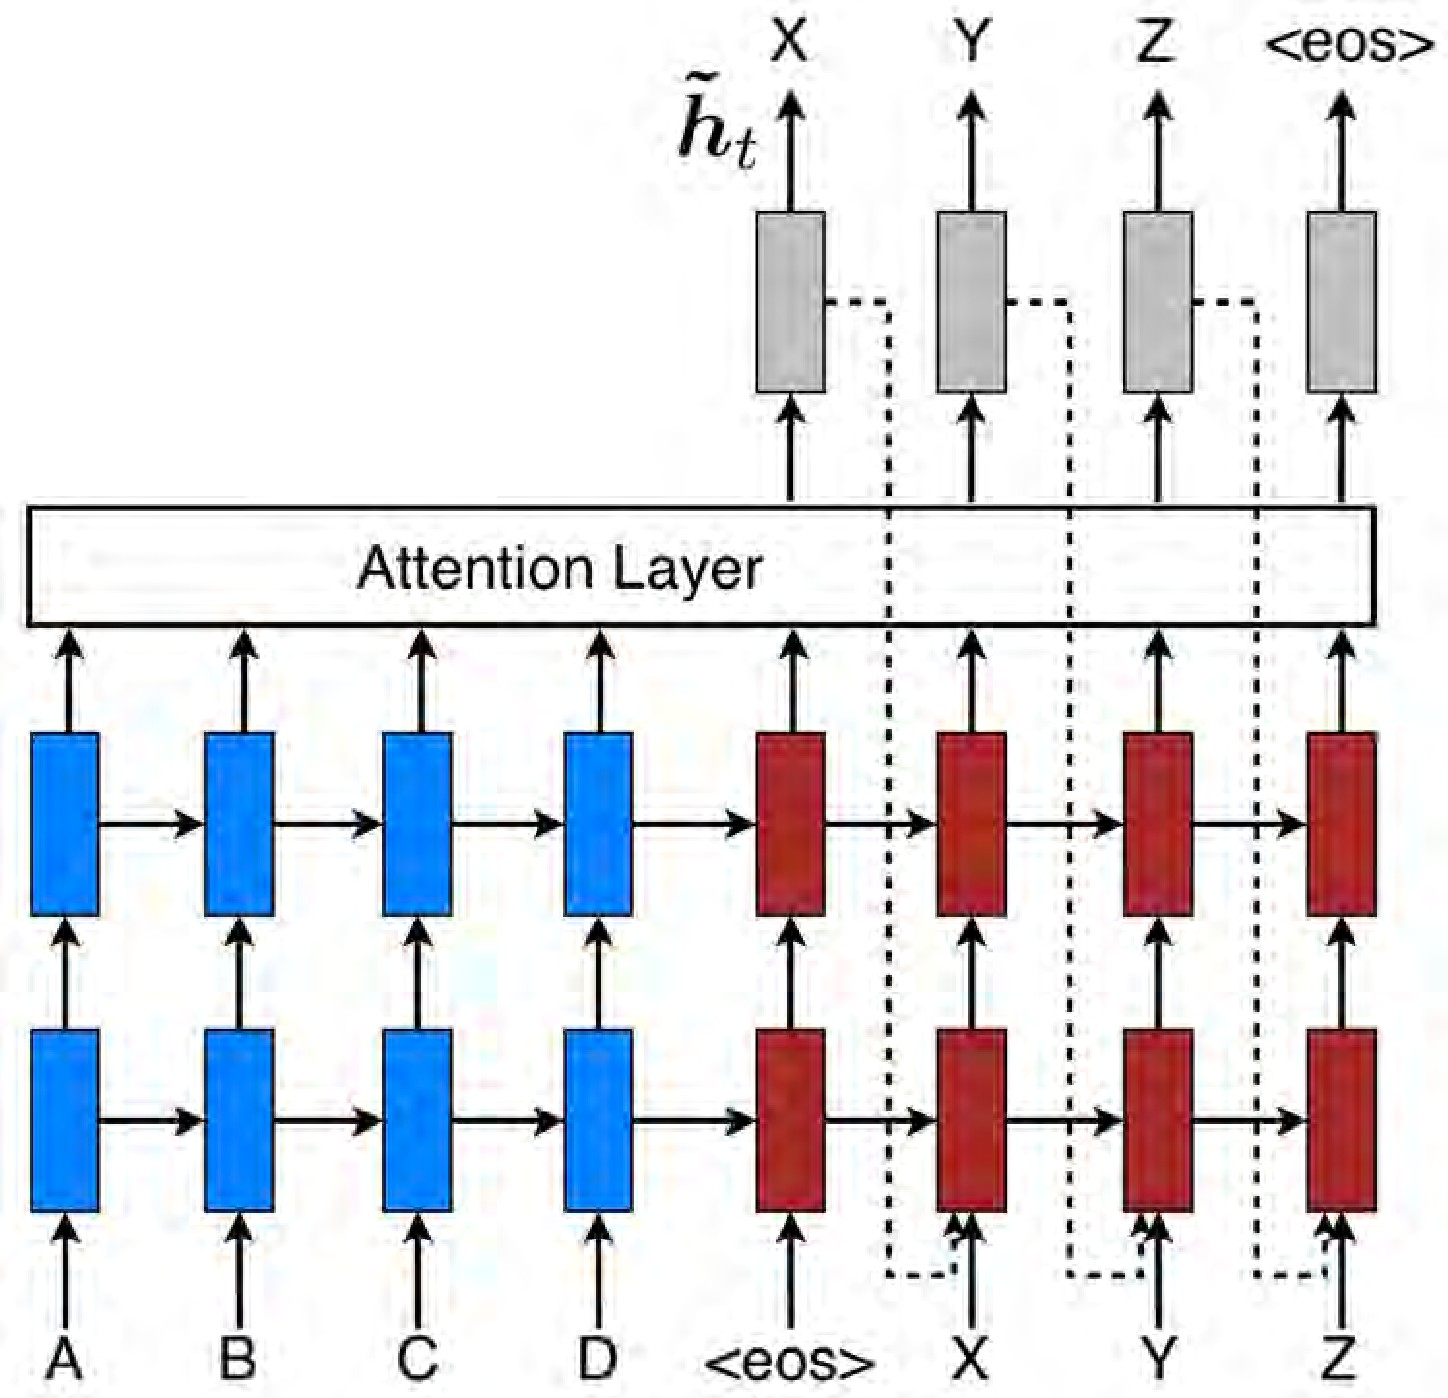 X Y Z <eos>
h̃t
Attention Layer
A B C D <eos> X Y Z